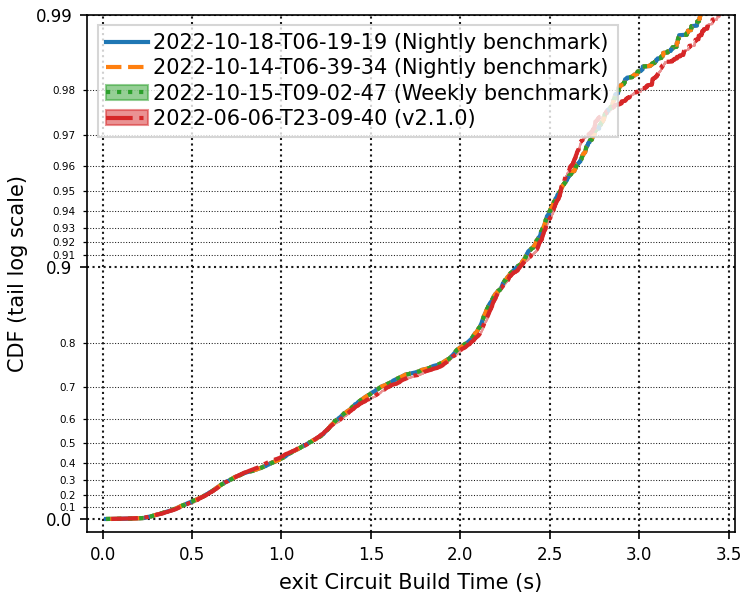 0.99
2022-10-18-T06-19-19 (Nightly benchmark)
2022-10-14-T06-39-34 (Nightly benchmark)
2022-10-15-T09-02-47 (Weekly benchmark)
2022-06-06-T23-09-40 (v2.1.0)
0.98
0.97
0.96
0.95
0.94
0.93
0.92
0.91
0.9
0.8
0.7
0.6
0.5
0.4
0.3
0.2
0.1
0.0
CDF (tail log scale)
0.0 0.5 1.0 1.5 2.0 2.5 3.0 3.5
exit Circuit Build Time (s)